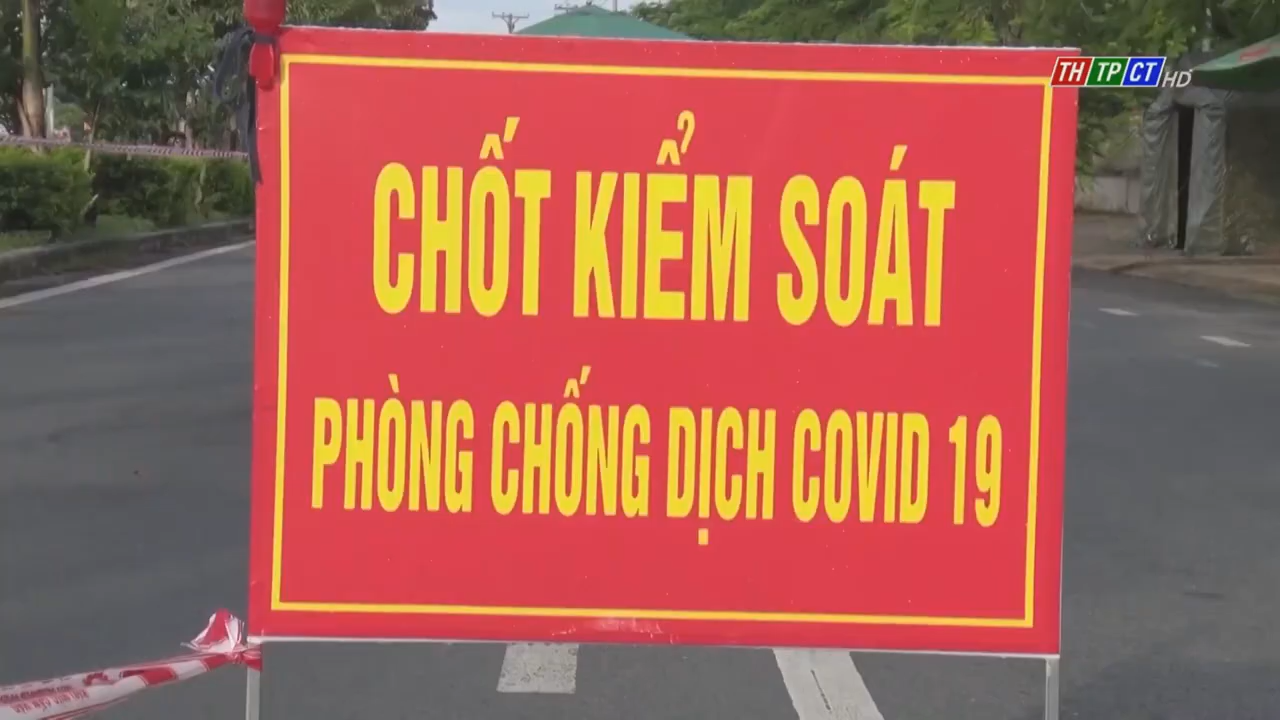 THTPCT HD
CHỐT KIỂM SOÁT
PHÒNG CHỐNG DỊCH COVID 19